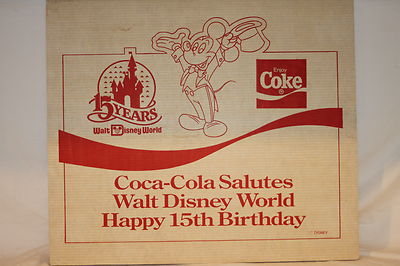 15 YEARS
Walt Disney World
Enjoy
Coke
®
Coca-Cola Salutes
Walt Disney World
Happy 15th Birthday
© DISNEY